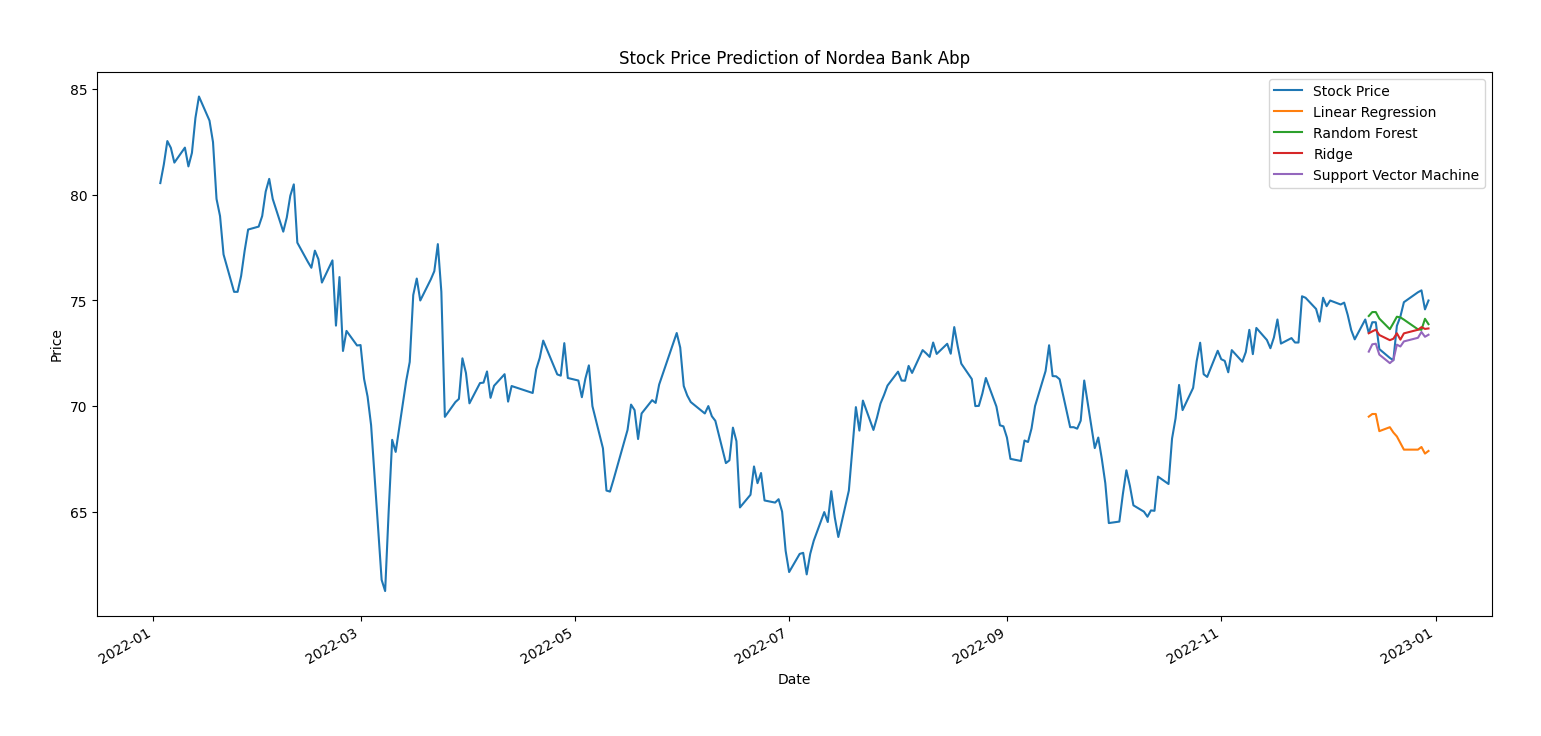 Stock Price Prediction of Nordea Bank Abp
85
80
75
70
65
Price
Stock Price
Linear Regression
Random Forest
Ridge
Support Vector Machine
2022-01
2022-03
2022-05
2022-07
2022-09
2022-11
2023-01
Date